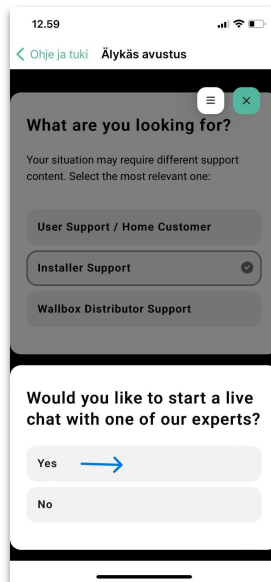 12.59
Ohje ja tuki Älykäs avustus
What are you looking for?
Your situation may require different support
content. Select the most relevant one:
User Support / Home Customer
Installer Support
Wallbox Distributor Support
Would you like to start a live
chat with one of our experts?
Yes
No